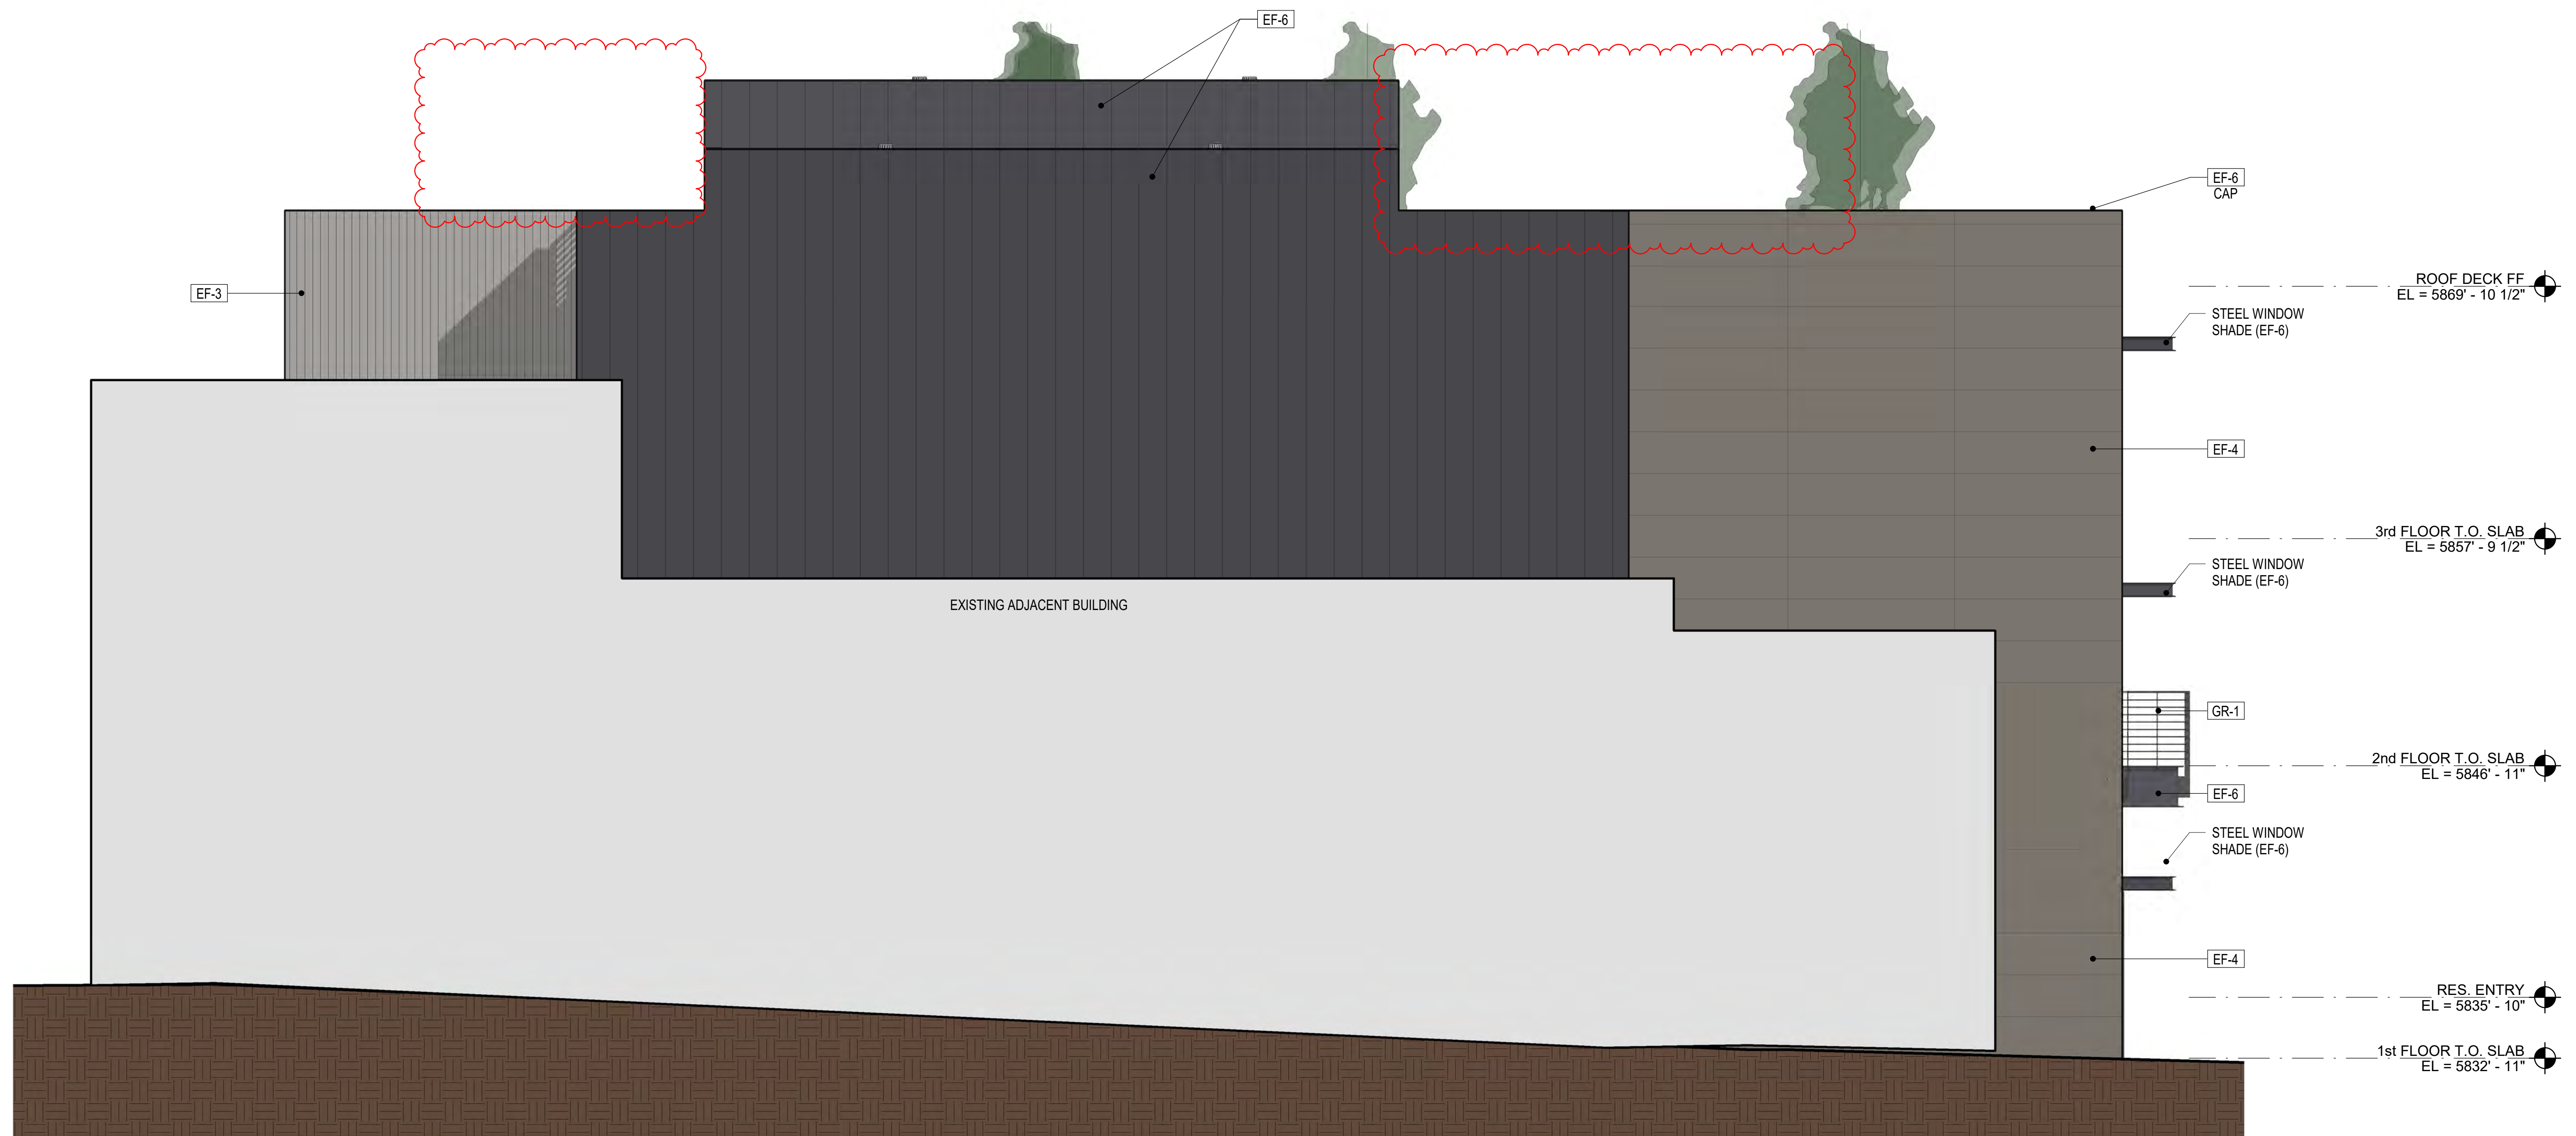 EF-6
EF-6
CAP
EF-3
ROOF DECK FF
EL = 5869' - 10 1/2"
STEEL WINDOW
SHADE (EF-6)
EF-4
3rd FLOOR T.O. SLAB
EL = 5857' - 9 1/2"
STEEL WINDOW
SHADE (EF-6)
EXISTING ADJACENT BUILDING
GR-1
2nd FLOOR T.O. SLAB
EL = 5846' - 11"
EF-6
STEEL WINDOW
SHADE (EF-6)
EF-4
RES. ENTRY
EL = 5835' - 10"
1st FLOOR T.O. SLAB
EL = 5832' - 11"